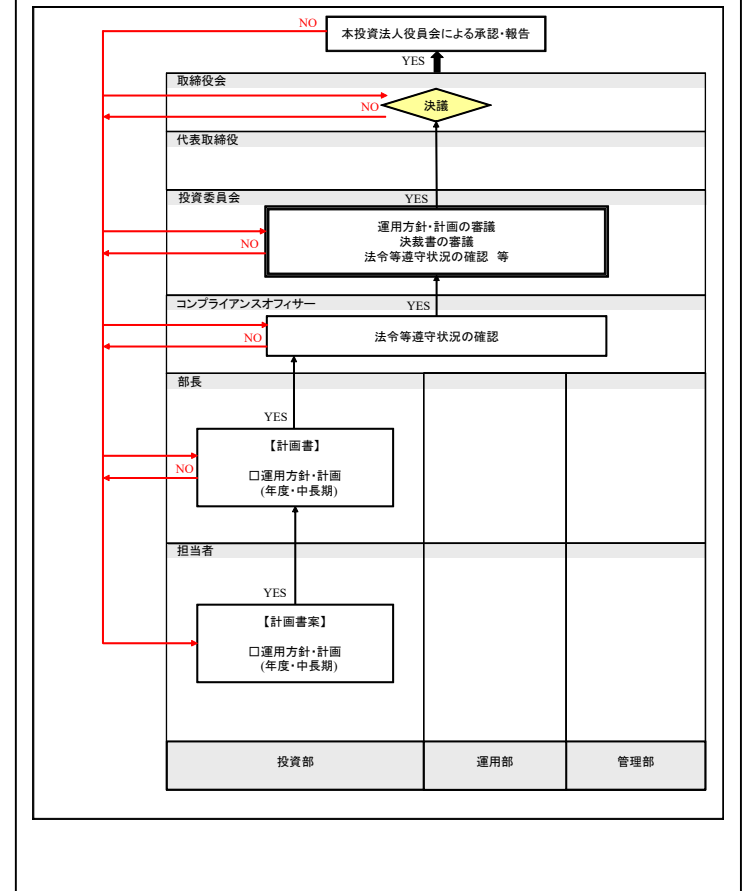 NO
本投資法人役員会による承認・報告
YES
取締役会
NO
決議
代表取締役
投資委員会
YES
運用方針・計画の審議
決裁書の審議
法令等遵守状況の確認 等
NO
コンプライアンスオフィサー
YES
法令等遵守状況の確認
NO
部長
YES
【計画書】
□運用方針・計画
(年度・中長期)
NO
担当者
YES
【計画書案】
□運用方針・計画
(年度・中長期)
投資部
運用部
管理部